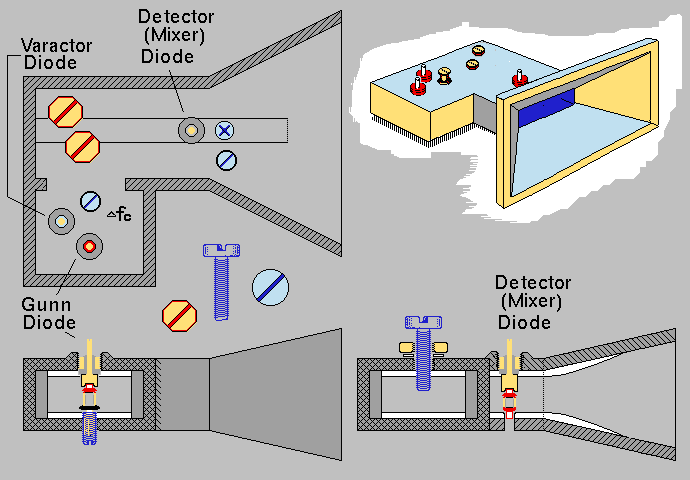 Detector
(Mixer)
Diode
Varactor
Diode
△fc
Gunn
Diode
Detector
(Mixer)
Diode